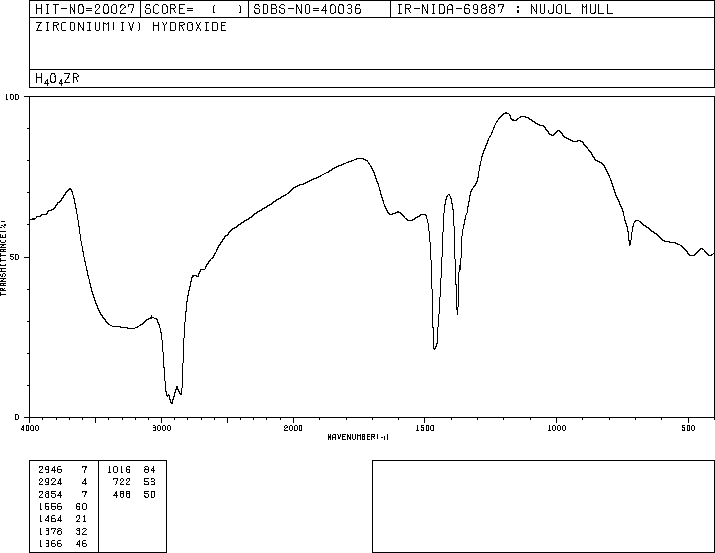 HIT-NO=20027 SCORE= ( ) SDBS-NO=40036 IR-NIDA-69887 : NUJOL MULL
ZIRCONIUM(IV) HYDROXIDE
H4O4ZR
100
50
0
TRANSMITTANCE(%)
4000 3000 2000 1500 1000 500
WAVENUMBER(-1)
2946 7 1016 84
2924 4 722 53
2854 7 488 50
1556 60
1464 21
1378 32
1366 46